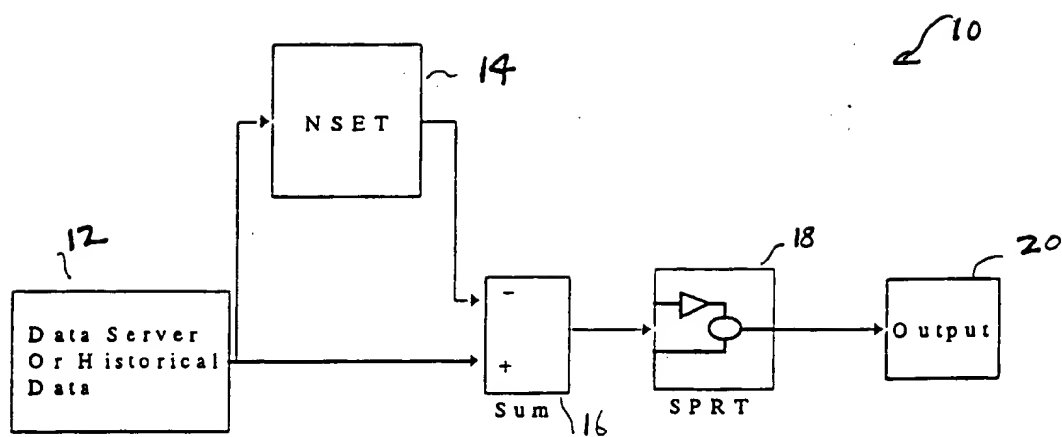 10
14
NSET
12
18
20
-
Data Server
Or Historical
Data
+
Output
Sum
16
SPRT